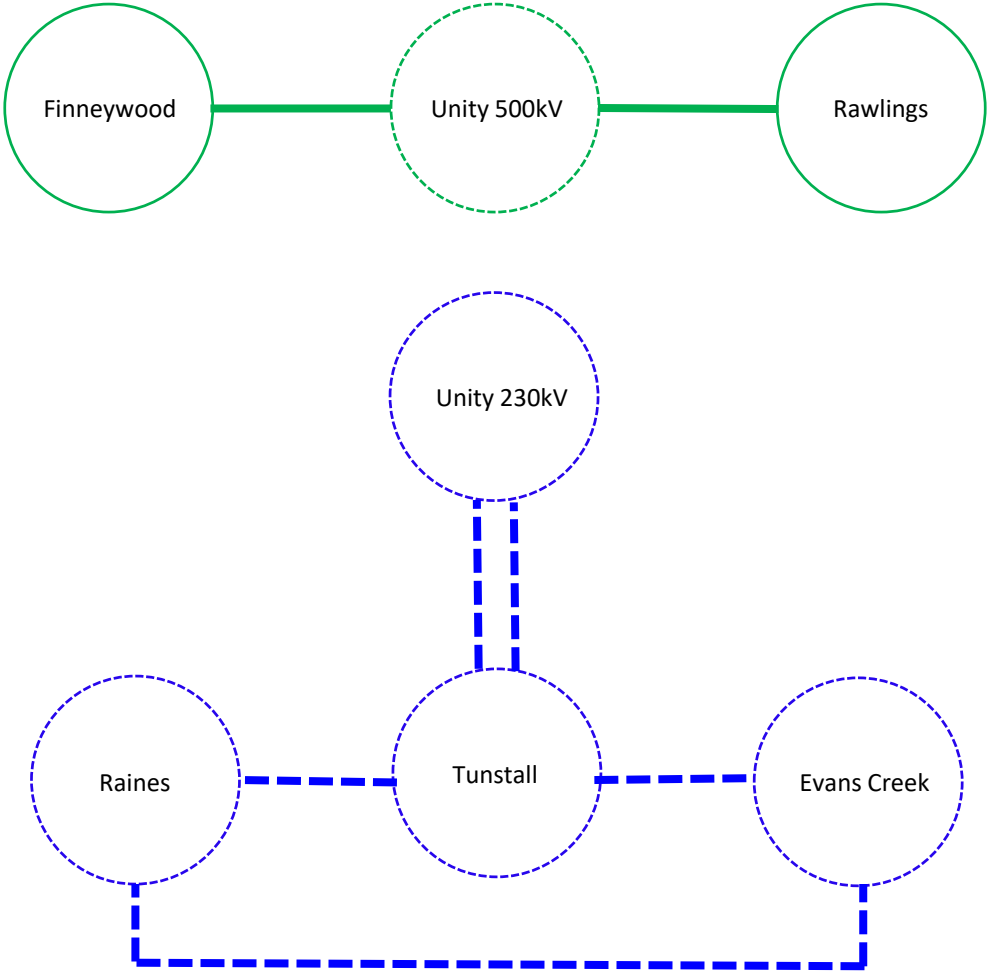 Finneywood
Unity 500kV
Rawlings
Unity 230kV
Raines
Tunstall
Evans Creek